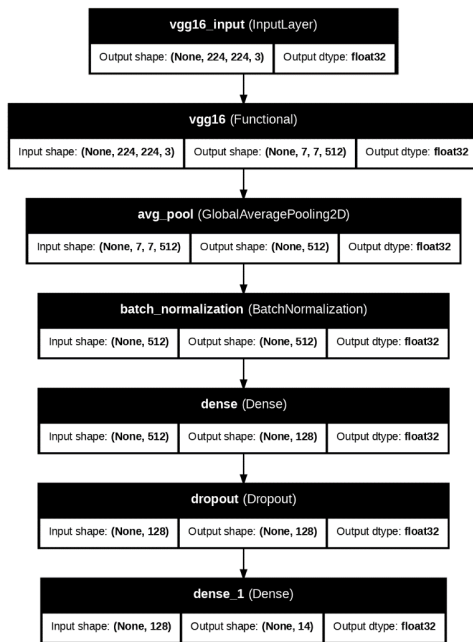 vgg16_input (InputLayer)
Output shape: (None, 224, 224, 3) Output dtype: float32
vgg16 (Functional)
Input shape: (None, 224, 224, 3) Output shape: (None, 7, 7, 512) Output dtype: float32
avg_pool (GlobalAveragePooling2D)
Input shape: (None, 7, 7, 512) Output shape: (None, 512) Output dtype: float32
batch_normalization (BatchNormalization)
Input shape: (None, 512) Output shape: (None, 512) Output dtype: float32
dense (Dense)
Input shape: (None, 512) Output shape: (None, 128) Output dtype: float32
dropout (Dropout)
Input shape: (None, 128) Output shape: (None, 128) Output dtype: float32
dense_1 (Dense)
Input shape: (None, 128) Output shape: (None, 14) Output dtype: float32